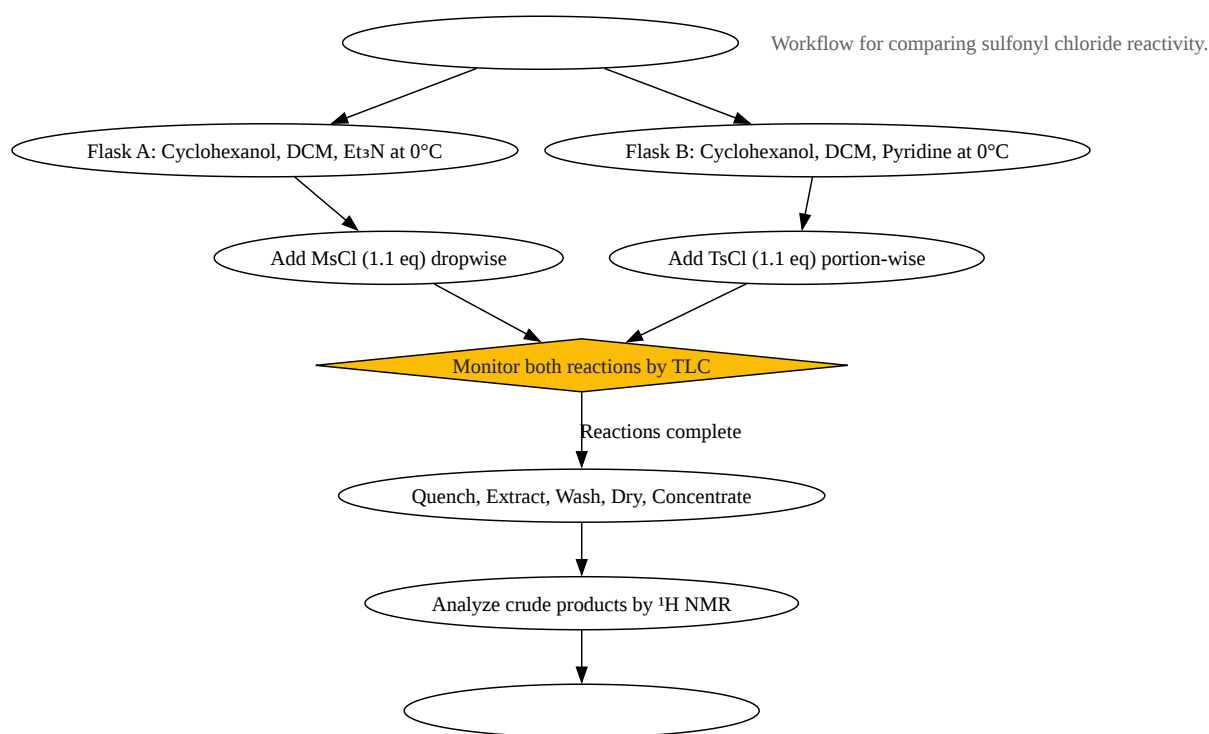 Workflow for comparing sulfonyl chloride reactivity.
Flask A: Cyclohexanol, DCM, Et₃N at 0°C
Flask B: Cyclohexanol, DCM, Pyridine at 0°C
Add MsCl (1.1 eq) dropwise
Add TsCl (1.1 eq) portion-wise
Monitor both reactions by TLC
Reactions complete
Quench, Extract, Wash, Dry, Concentrate
Analyze crude products by ¹H NMR